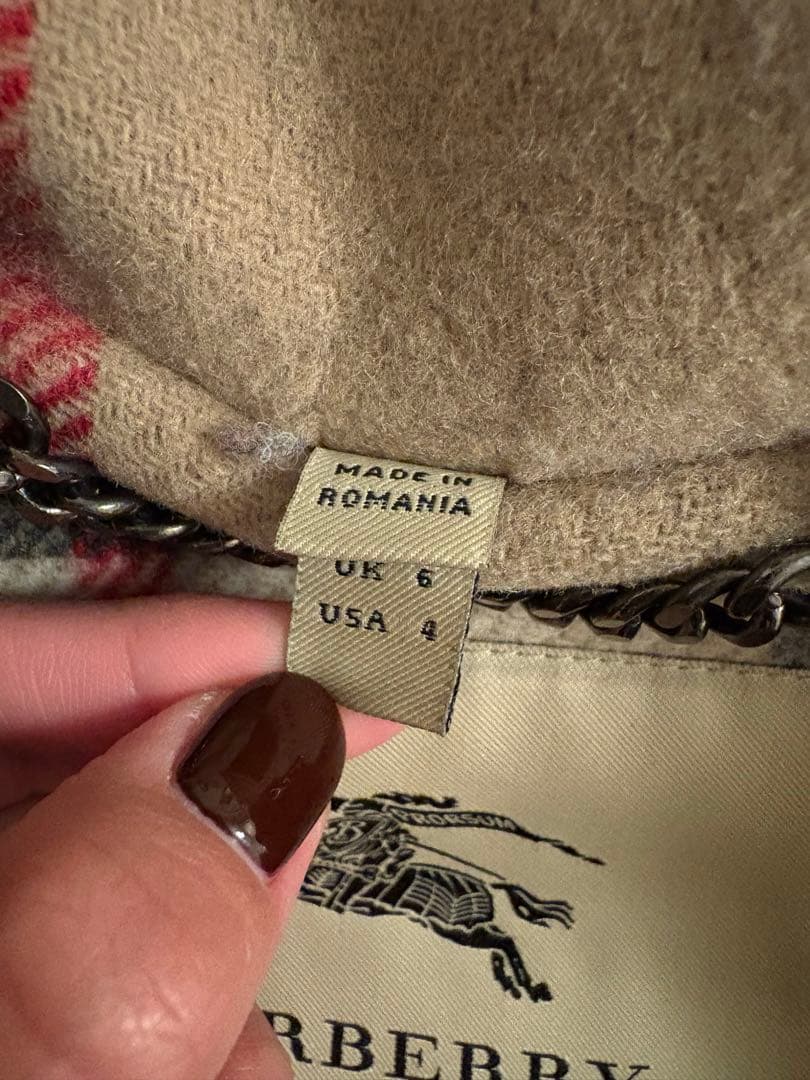 MADE IN
ROMANIA
UK 6
USA 4
PRORSUM
RBERRY